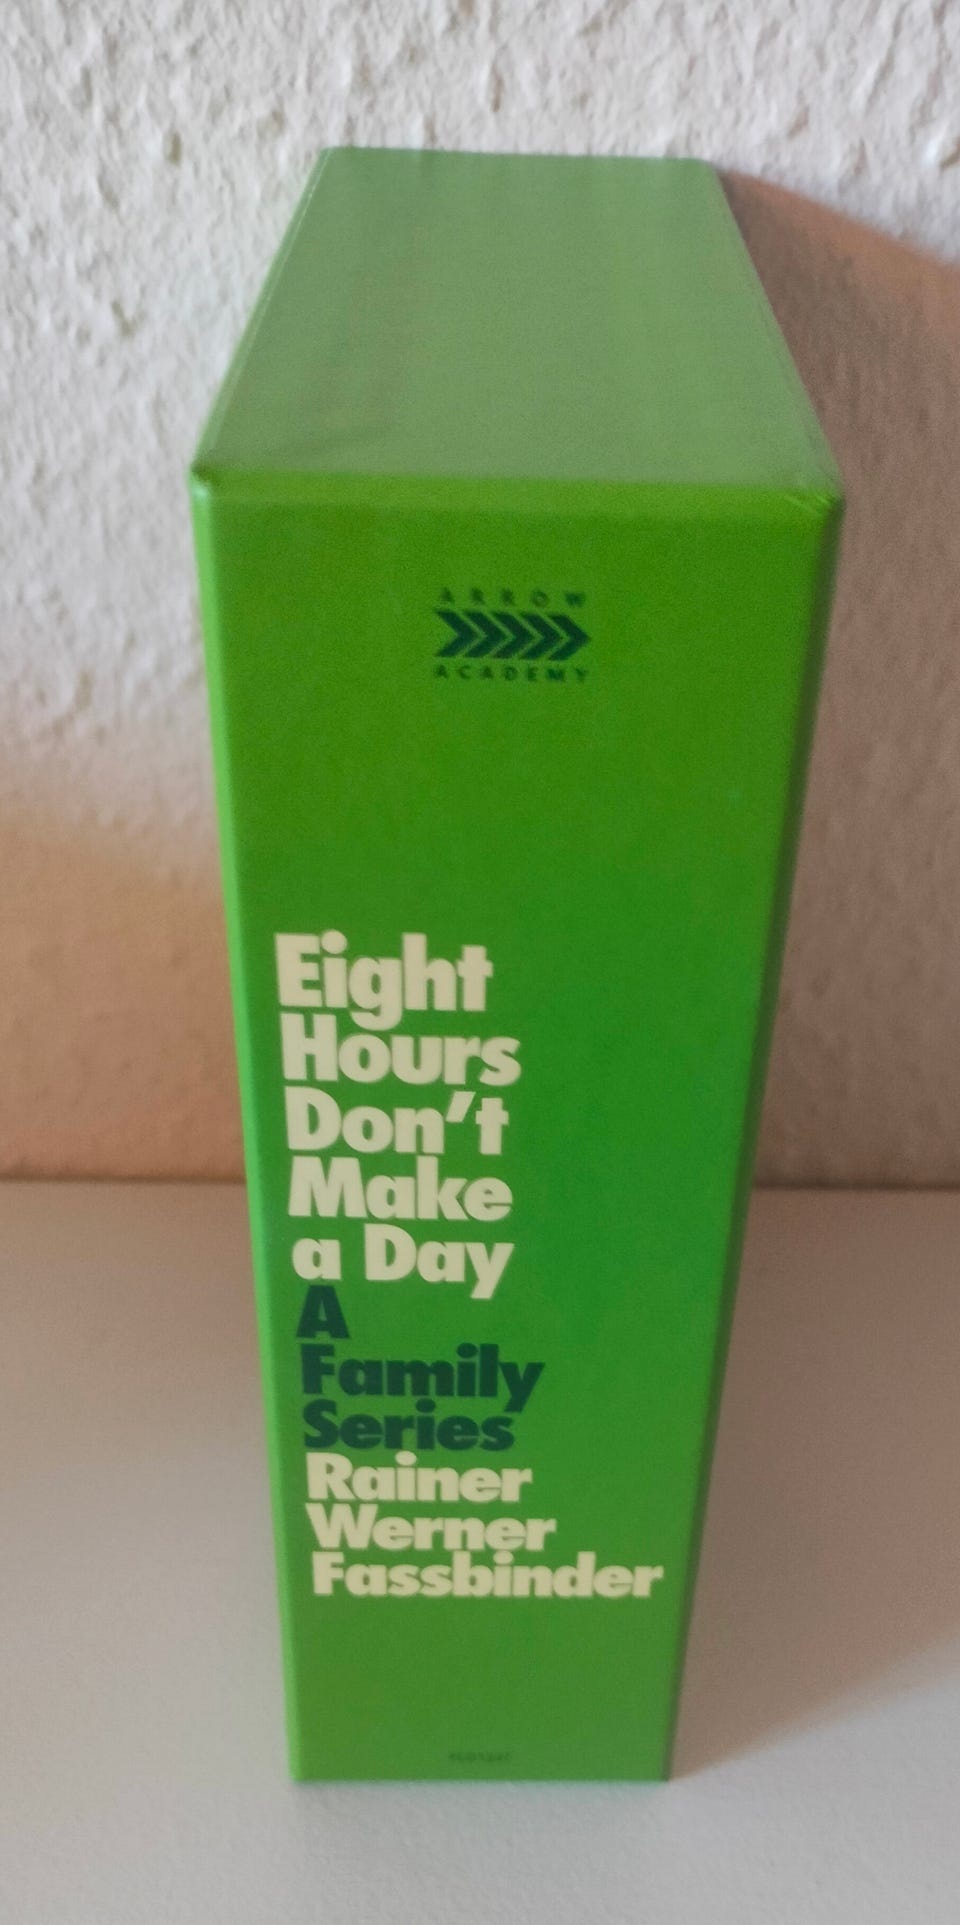 ARROW
ACADEMY
Eight
Hours
Don't
Make
a Day
A
Family
Series
Rainer
Werner
Fassbinder